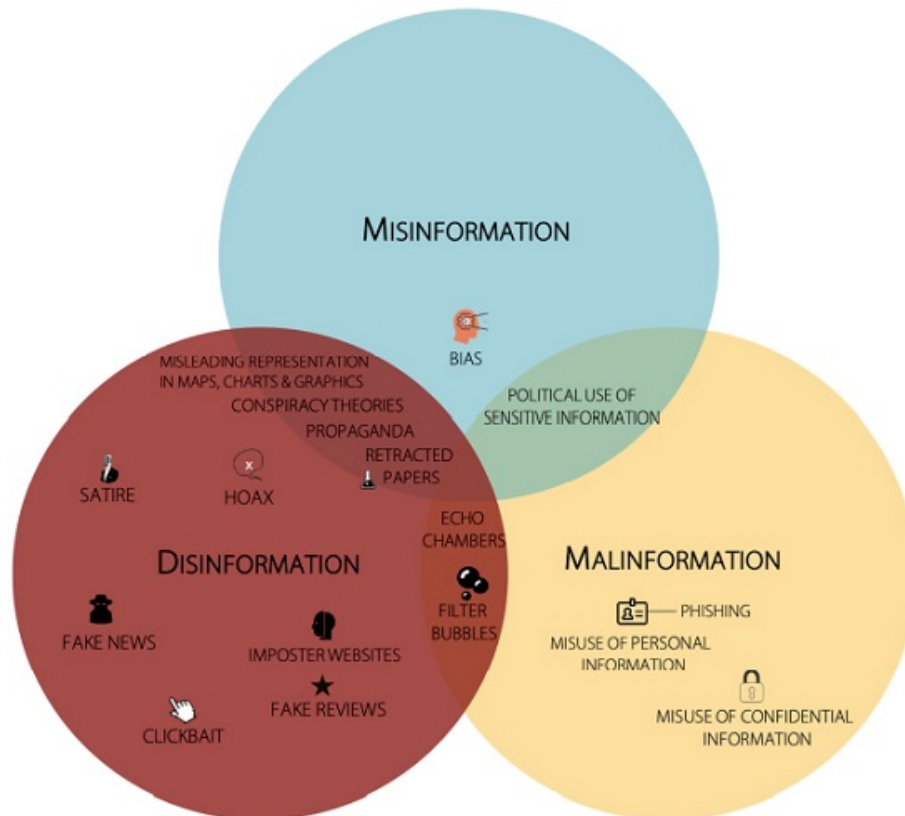 MISINFORMATION
BIAS
MISLEADING REPRESENTATION
IN MAPS, CHARTS & GRAPHICS
CONSPIRACY THEORIES
PROPAGANDA
RETRACTED
PAPERS
POLITICAL USE OF
SENSITIVE INFORMATION
SATIRE
X
HOAX
ECHO
CHAMBERS
DISINFORMATION
FILTER
BUBBLES
FAKE NEWS
IMPOSTER WEBSITES
FAKE REVIEWS
CLICKBAIT
MALINFORMATION
PHISHING
MISUSE OF PERSONAL
INFORMATION
MISUSE OF CONFIDENTIAL
INFORMATION